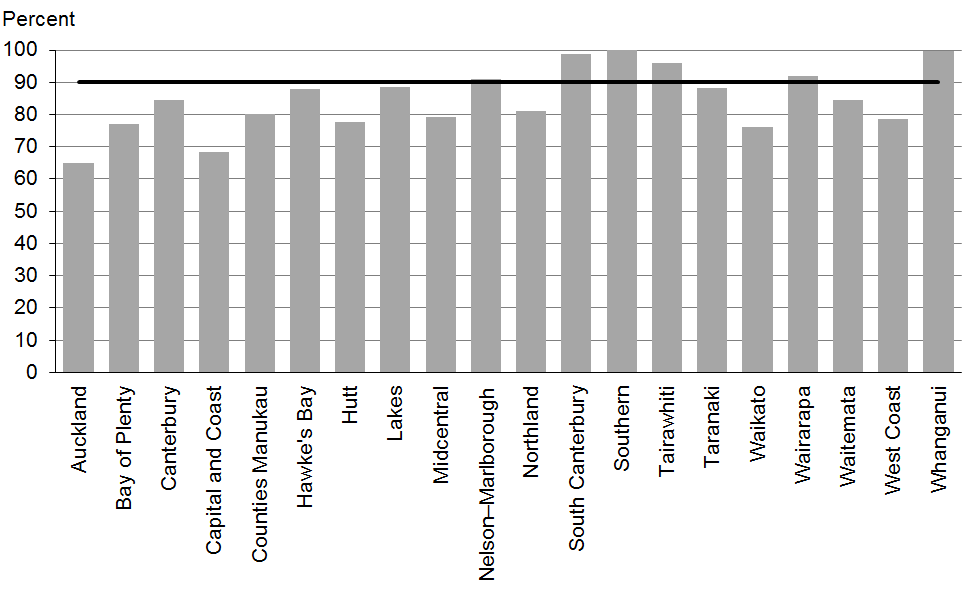 Percent
100
90
80
70
60
50
40
30
20
10
0
Auckland
Bay of Plenty
Canterbury
Capital and Coast
Counties Manukau
Hawke's Bay
Hutt
Lakes
Midcentral
Nelson–Marlborough
Northland
South Canterbury
Southern
Tairawhiti
Taranaki
Waikato
Wairarapa
Waitemata
West Coast
Whanganui